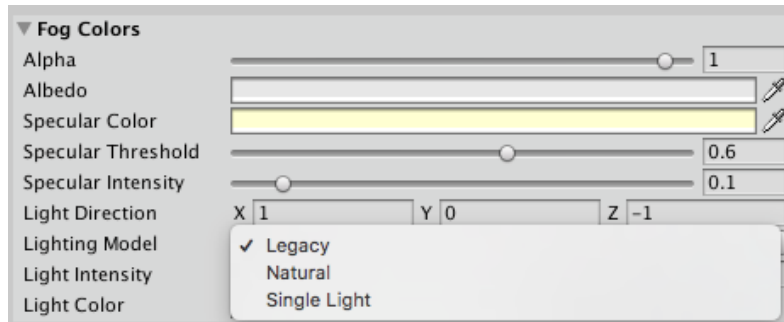 Fog Colors
Alpha 1
Albedo
Specular Color
Specular Threshold 0.6
Specular Intensity 0.1
Light Direction X 1 Y 0 Z -1
Lighting Model ✓ Legacy
Light Intensity Natural
Light Color Single Light